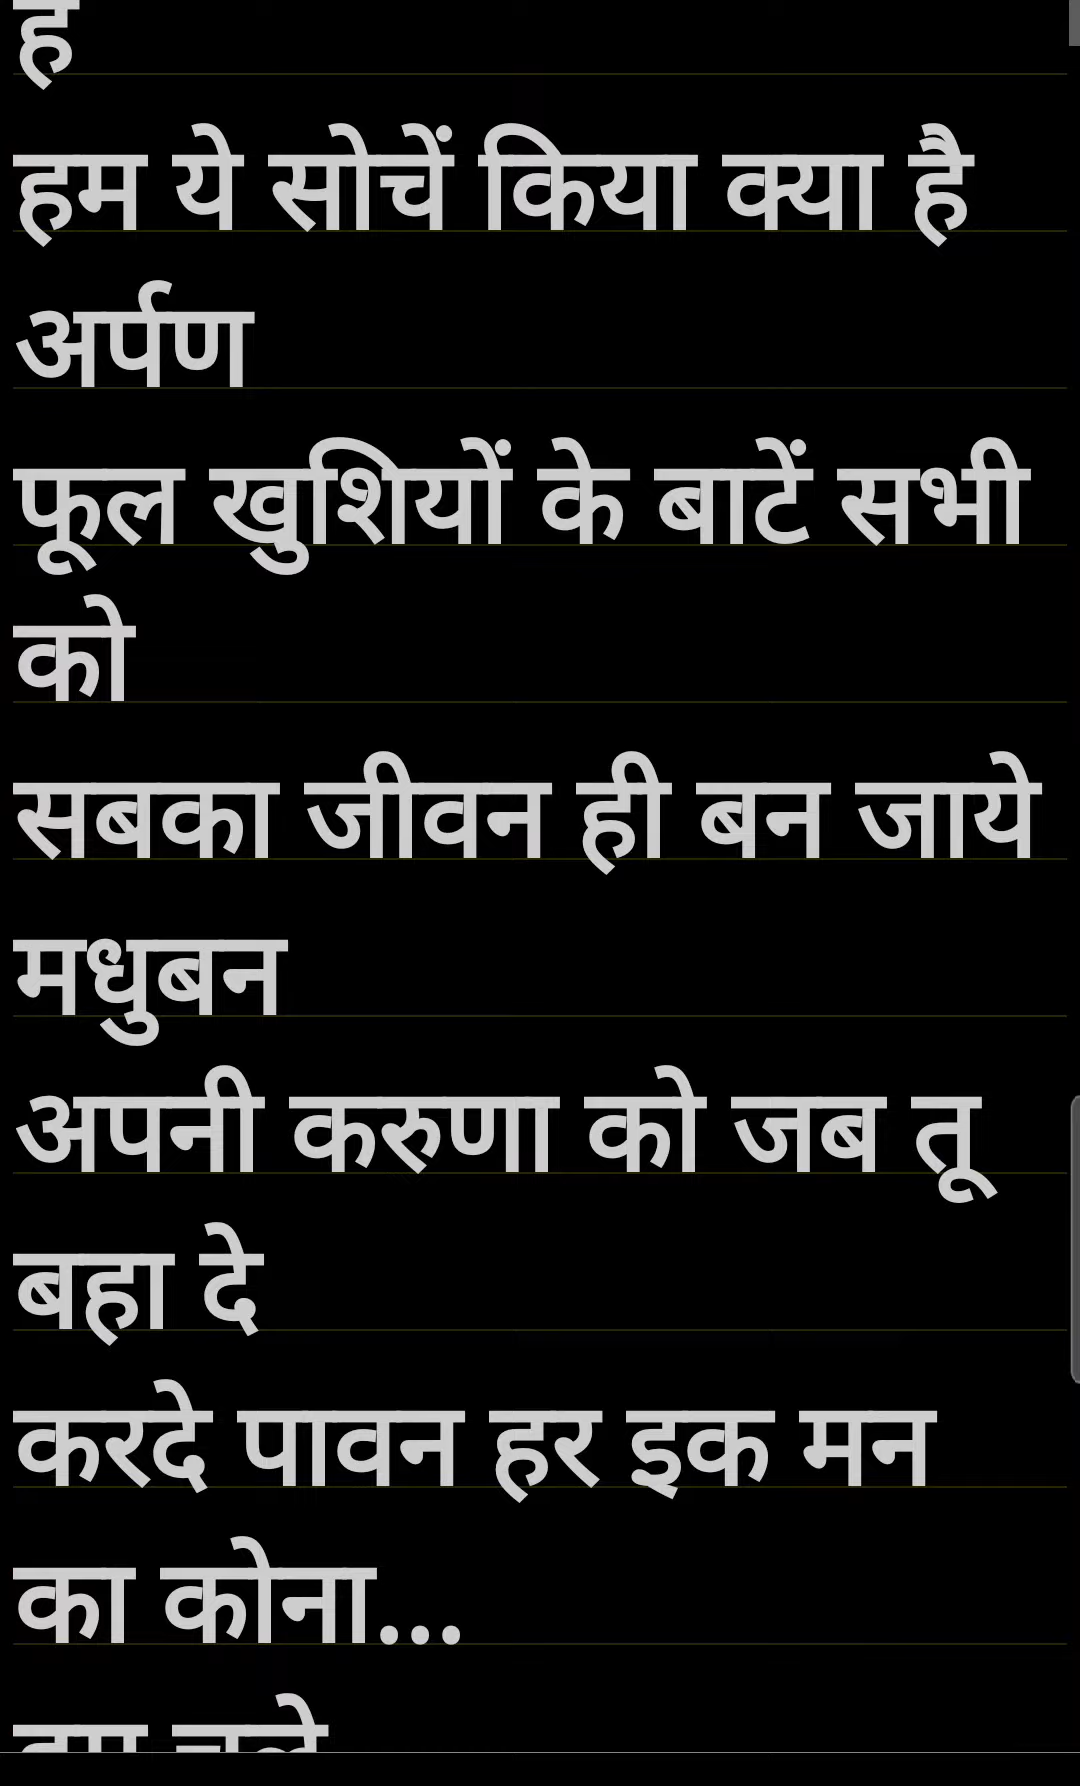 हम ये सोचें किया क्या है
अर्पण
फूल खुशियों के बाटें सभी
को
सबका जीवन ही बन जाये
मधुबन
अपनी करुणा को जब तू
बहा दे
करदे पावन हर इक मन
का कोना...